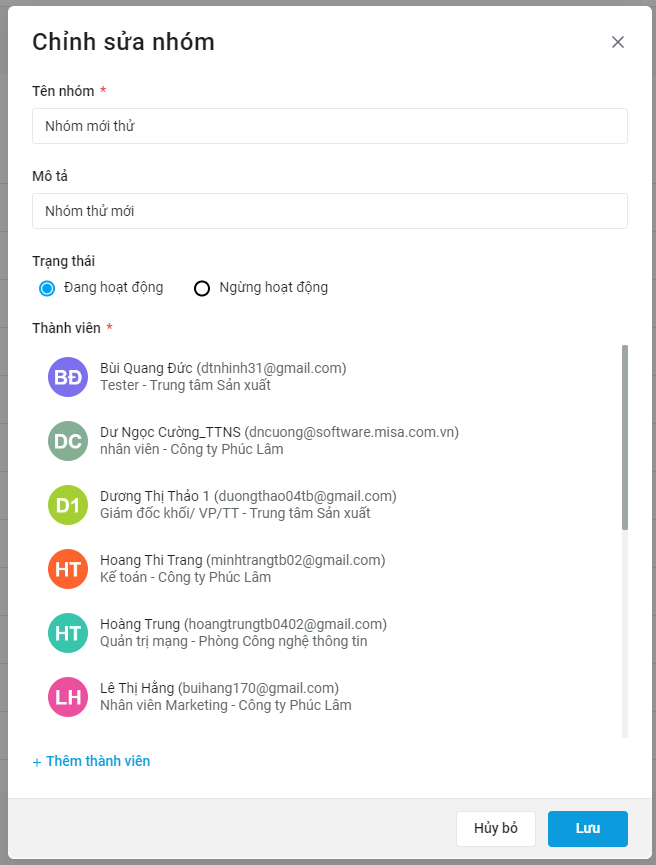 Chỉnh sửa nhóm
Tên nhóm *
Nhóm mới thử
Mô tả
Nhóm thử mới
Trạng thái
Đang hoạt động Ngừng hoạt động
Thành viên *
BĐ Bùi Quang Đức (dtnhinh31@gmail.com)
Tester - Trung tâm Sản xuất
DC Dư Ngọc Cường_TTNS (dncuong@software.misa.com.vn)
nhân viên - Công ty Phúc Lâm
D1 Dương Thị Thảo 1 (duongthao04tb@gmail.com)
Giám đốc khối/ VP/TT - Trung tâm Sản xuất
HT Hoang Thi Trang (minhtrangtb02@gmail.com)
Kế toán - Công ty Phúc Lâm
HT Hoàng Trung (hoangtrungtb0402@gmail.com)
Quản trị mạng - Phòng Công nghệ thông tin
LH Lê Thị Hằng (buihang170@gmail.com)
Nhân viên Marketing - Công ty Phúc Lâm
+ Thêm thành viên
Hủy bỏ Lưu